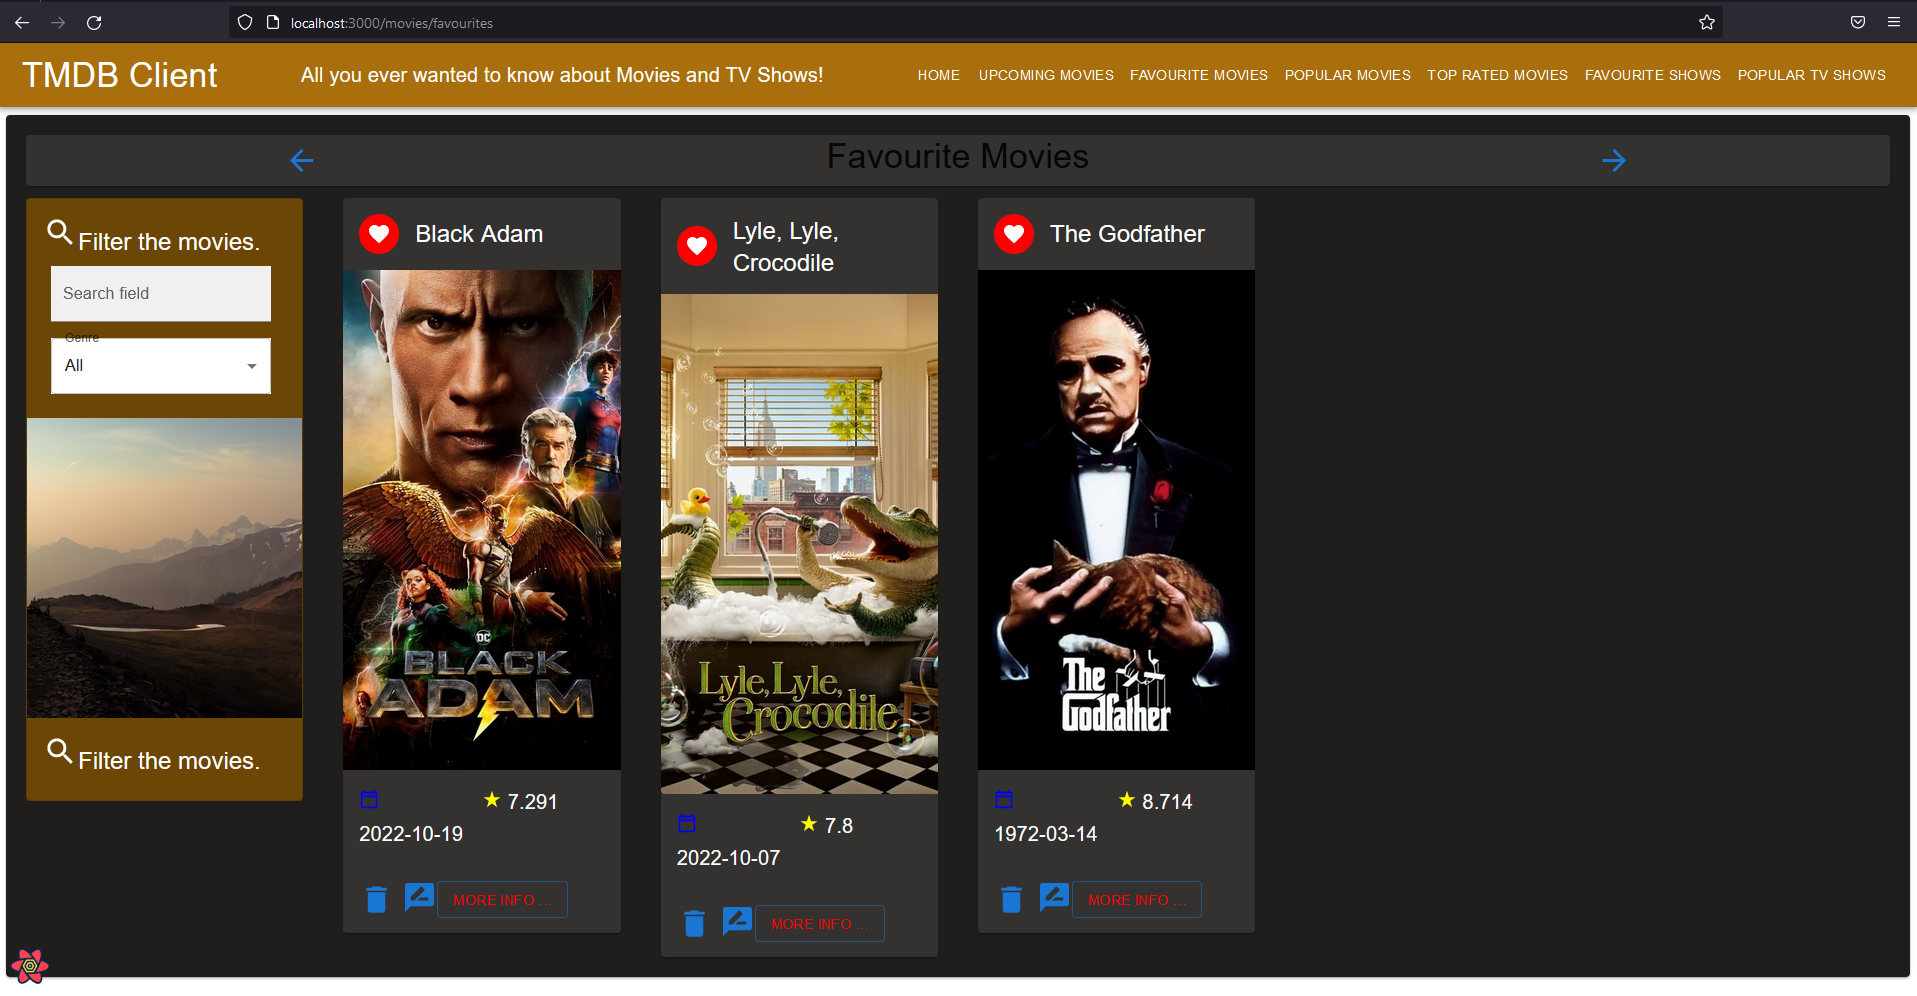 localhost:3000/movies/favourites
TMDB Client
All you ever wanted to know about Movies and TV Shows!
HOME
UPCOMING MOVIES
FAVOURITE MOVIES
POPULAR MOVIES
TOP RATED MOVIES
FAVOURITE SHOWS
POPULAR TV SHOWS
Favourite Movies
Filter the movies.
Search field
Genre
All
Filter the movies.
Black Adam
DC
BLACK
ADAM
7.291
2022-10-19
MORE INFO ...
Lyle, Lyle,
Crocodile
Lyle, Lyle,
Crocodile
7.8
2022-10-07
MORE INFO ...
The Godfather
The
Godfather
8.714
1972-03-14
MORE INFO ...